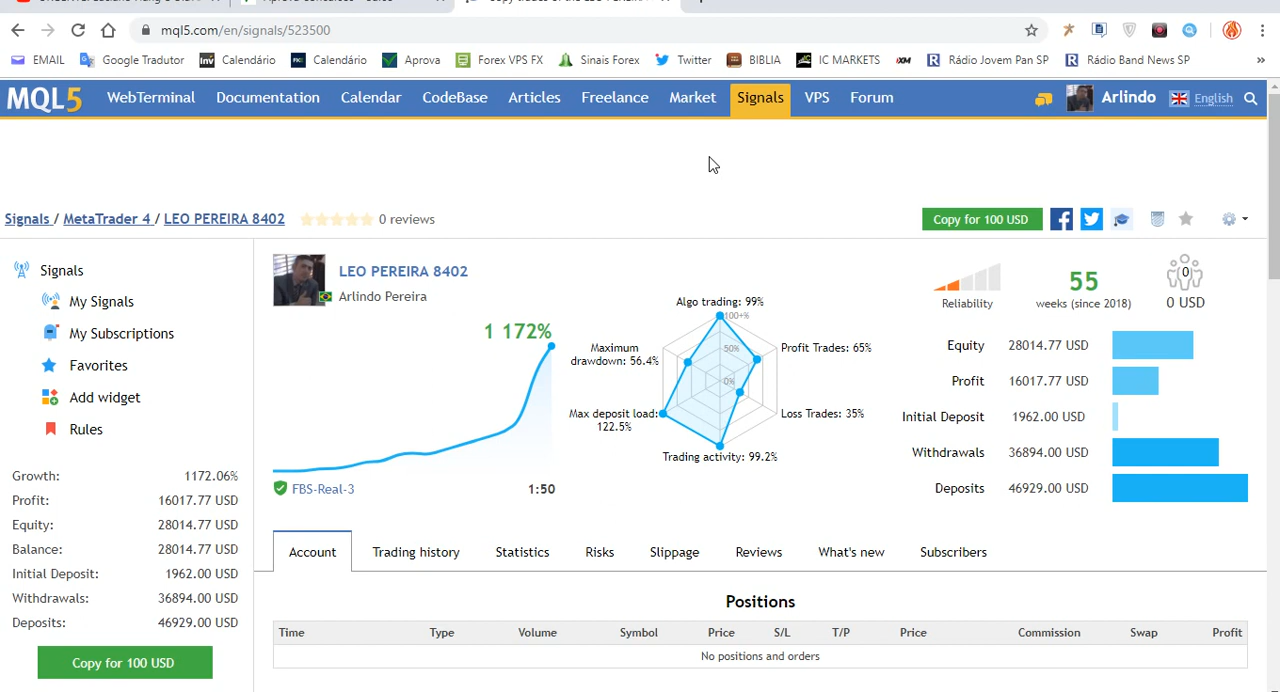 mql5.com/en/signals/523500
EMAIL Google Tradutor Calendário Calendário Aprova Forex VPS FX Sinais Forex Twitter BIBLIA IC MARKETS XM Rádio Jovem Pan SP Rádio Band News SP »
MQL5 WebTerminal Documentation Calendar CodeBase Articles Freelance Market Signals VPS Forum Arlindo English
Signals / MetaTrader 4 / LEO PEREIRA 8402 0 reviews Copy for 100 USD
Signals
My Signals
My Subscriptions
Favorites
Add widget
Rules
Growth: 1172.06%
Profit: 16017.77 USD
Equity: 28014.77 USD
Balance: 28014.77 USD
Initial Deposit: 1962.00 USD
Withdrawals: 36894.00 USD
Deposits: 46929.00 USD
Copy for 100 USD
LEO PEREIRA 8402
Arlindo Pereira
1 172%
FBS-Real-3 1:50
Algo trading: 99%
100+%
Maximum
drawdown: 56.4%
50%
Profit Trades: 65%
0%
Max deposit load:
122.5%
Loss Trades: 35%
Trading activity: 99.2%
Reliability
55
weeks (since 2018)
0
0 USD
Equity 28014.77 USD
Profit 16017.77 USD
Initial Deposit 1962.00 USD
Withdrawals 36894.00 USD
Deposits 46929.00 USD
Account Trading history Statistics Risks Slippage Reviews What's new Subscribers
Positions
Time Type Volume Symbol Price S/L T/P Price Commission Swap Profit
No positions and orders